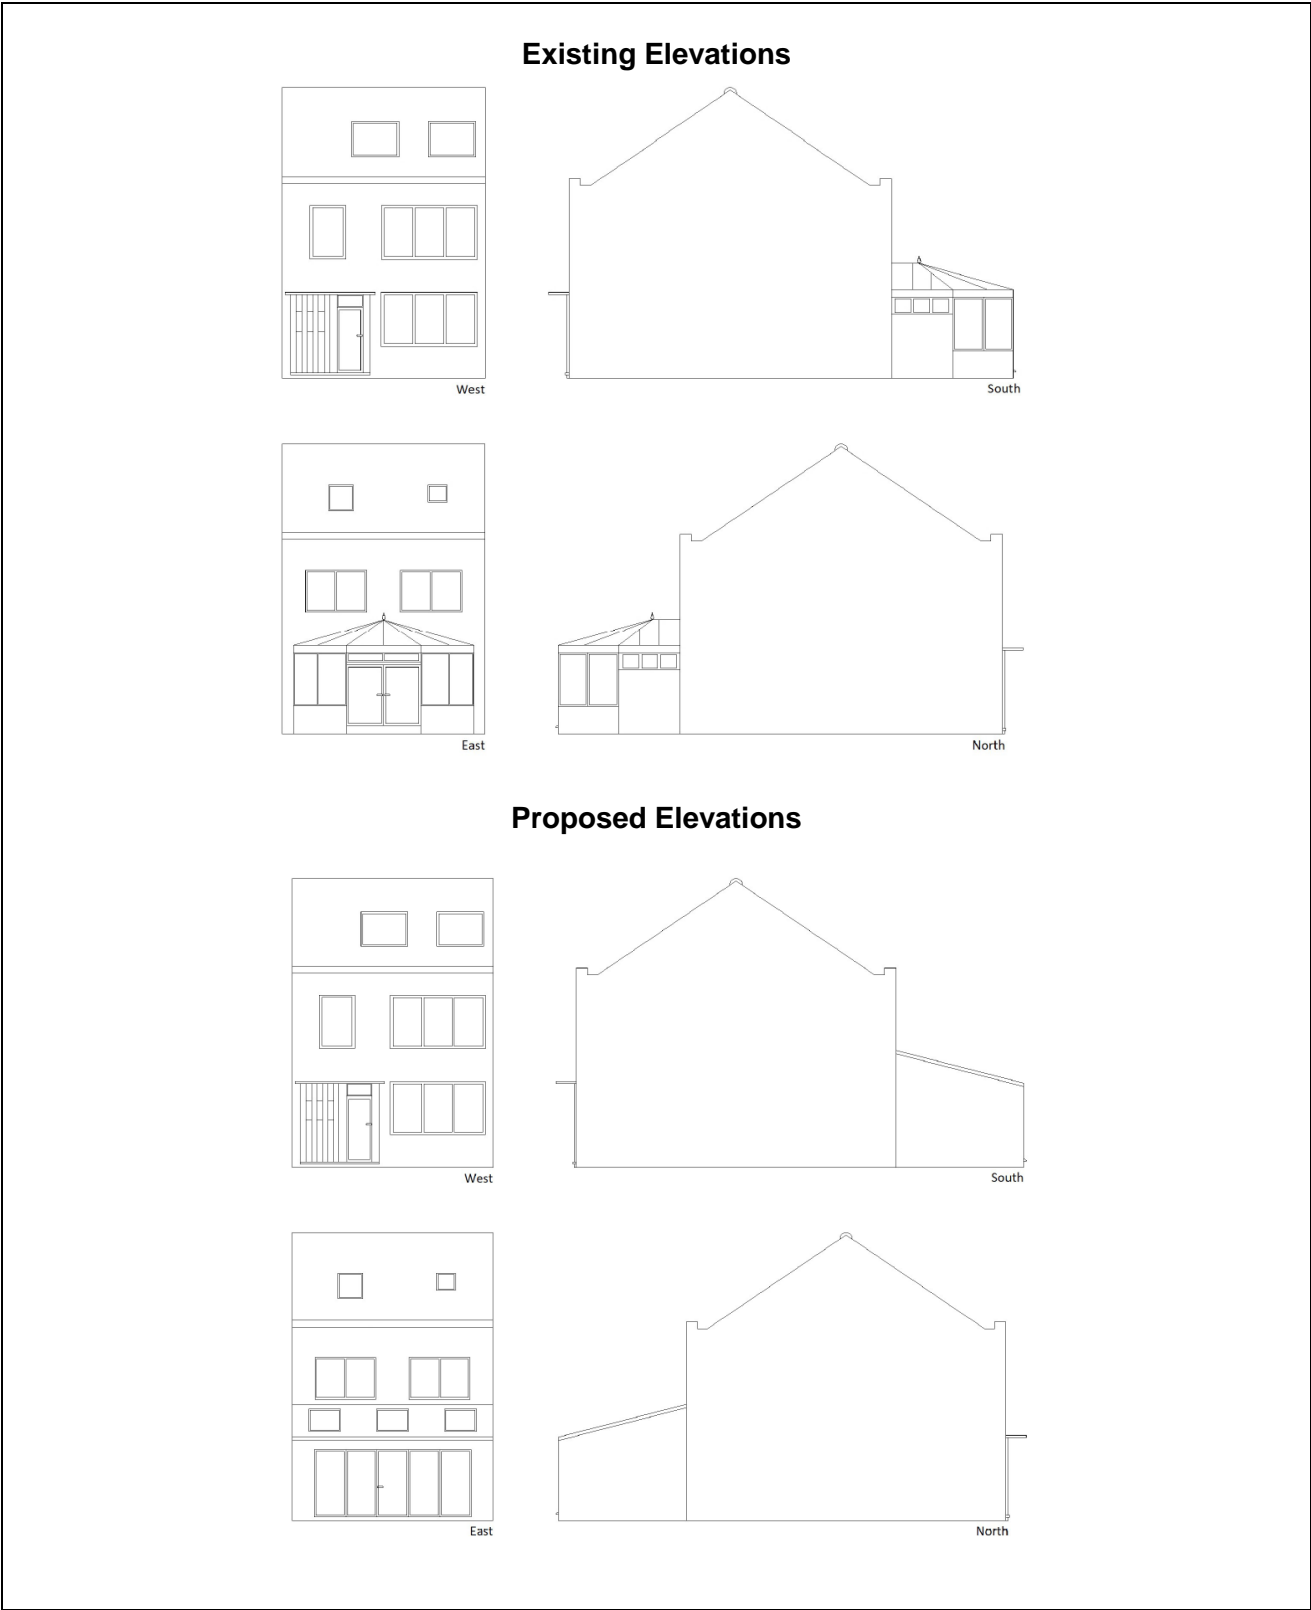 Existing Elevations
West
South
East
North
Proposed Elevations
West
South
East
North